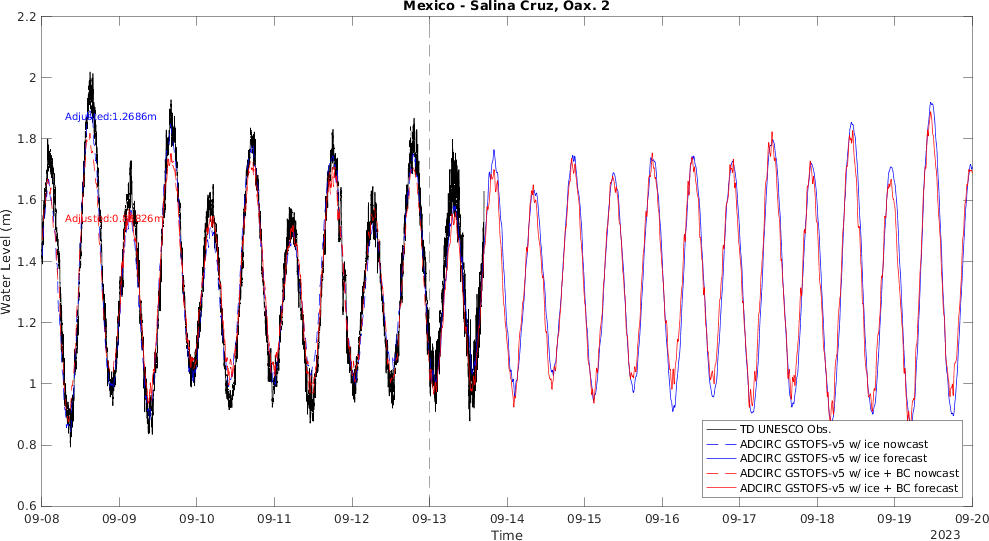 Mexico - Salina Cruz, Oax. 2
2.2
2
1.8
1.6
1.4
1.2
1
0.8
0.6
Water Level (m)
Adjusted:1.2686m
09-08
09-09
09-10
09-11
09-12
09-13
09-14
09-15
09-16
09-17
09-18
09-19
09-20
Time
2023
TD UNESCO Obs.
ADCIRC GSTOFS-v5 w/ ice nowcast
ADCIRC GSTOFS-v5 w/ ice forecast
ADCIRC GSTOFS-v5 w/ ice + BC nowcast
ADCIRC GSTOFS-v5 w/ ice + BC forecast